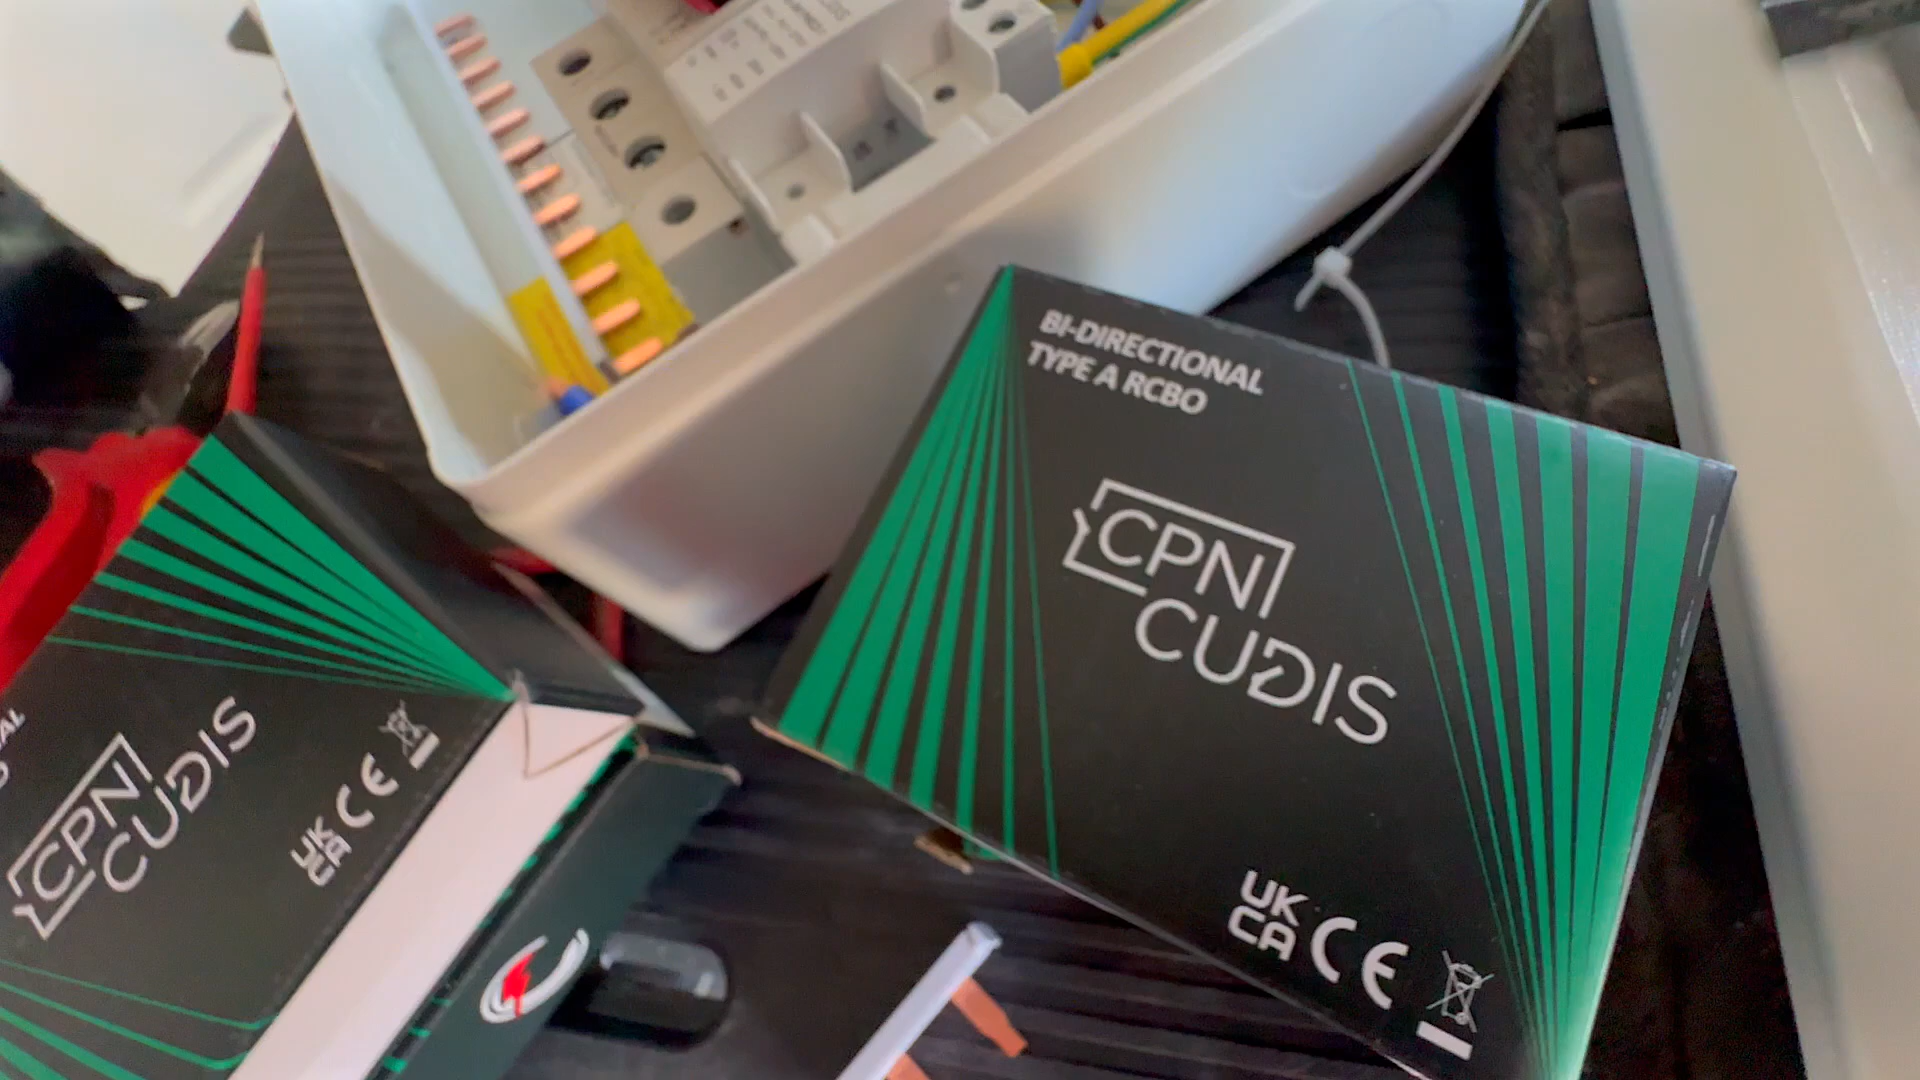 BI-DIRECTIONAL
TYPE A RCBO
CPN
CUDIS
UK
CA CE
CPN
CUDIS
UK
CA CE